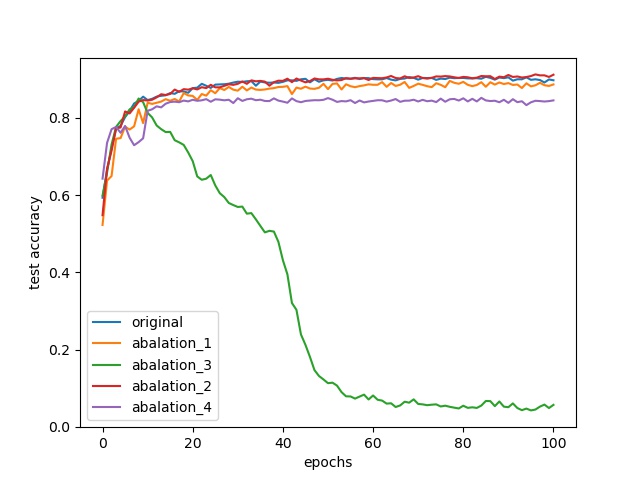 0.8
0.6
0.4
0.2
0.0
test accuracy
original
abalation_1
abalation_3
abalation_2
abalation_4
0 20 40 60 80 100
epochs